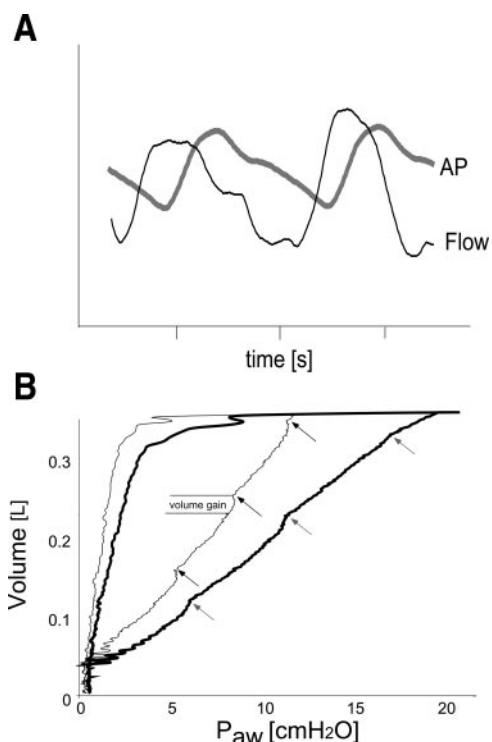 A
AP
Flow
time [s]
B
0.3
volume gain
0.2
0.1
0
Volume [L]
0 5 10 15 20
Paw [cmH2O]